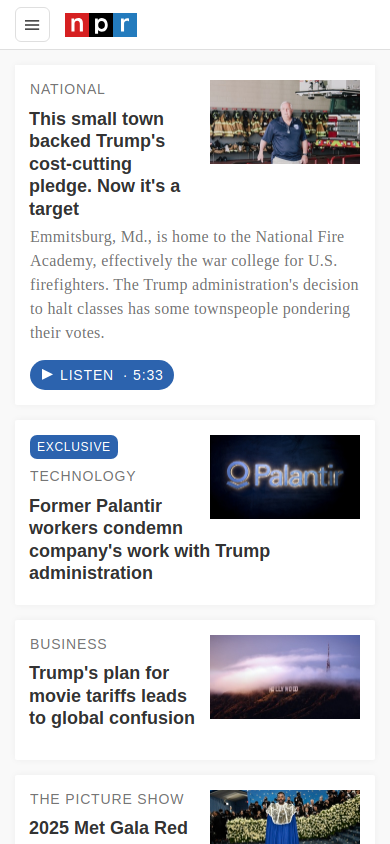 npr
NATIONAL
This small town
backed Trump's
cost-cutting
pledge. Now it's a
target
Emmitsburg, Md., is home to the National Fire
Academy, effectively the war college for U.S.
firefighters. The Trump administration's decision
to halt classes has some townspeople pondering
their votes.
LISTEN · 5:33
EXCLUSIVE
Palantir
TECHNOLOGY
Former Palantir
workers condemn
company's work with Trump
administration
BUSINESS
Trump's plan for
movie tariffs leads
to global confusion
HOLLYWOOD
THE PICTURE SHOW
2025 Met Gala Red